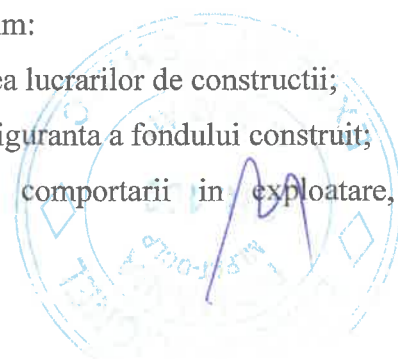 m:
ea lucrarilor de constructii;
iguranta a fondului construit;
comportarii in exploatare,